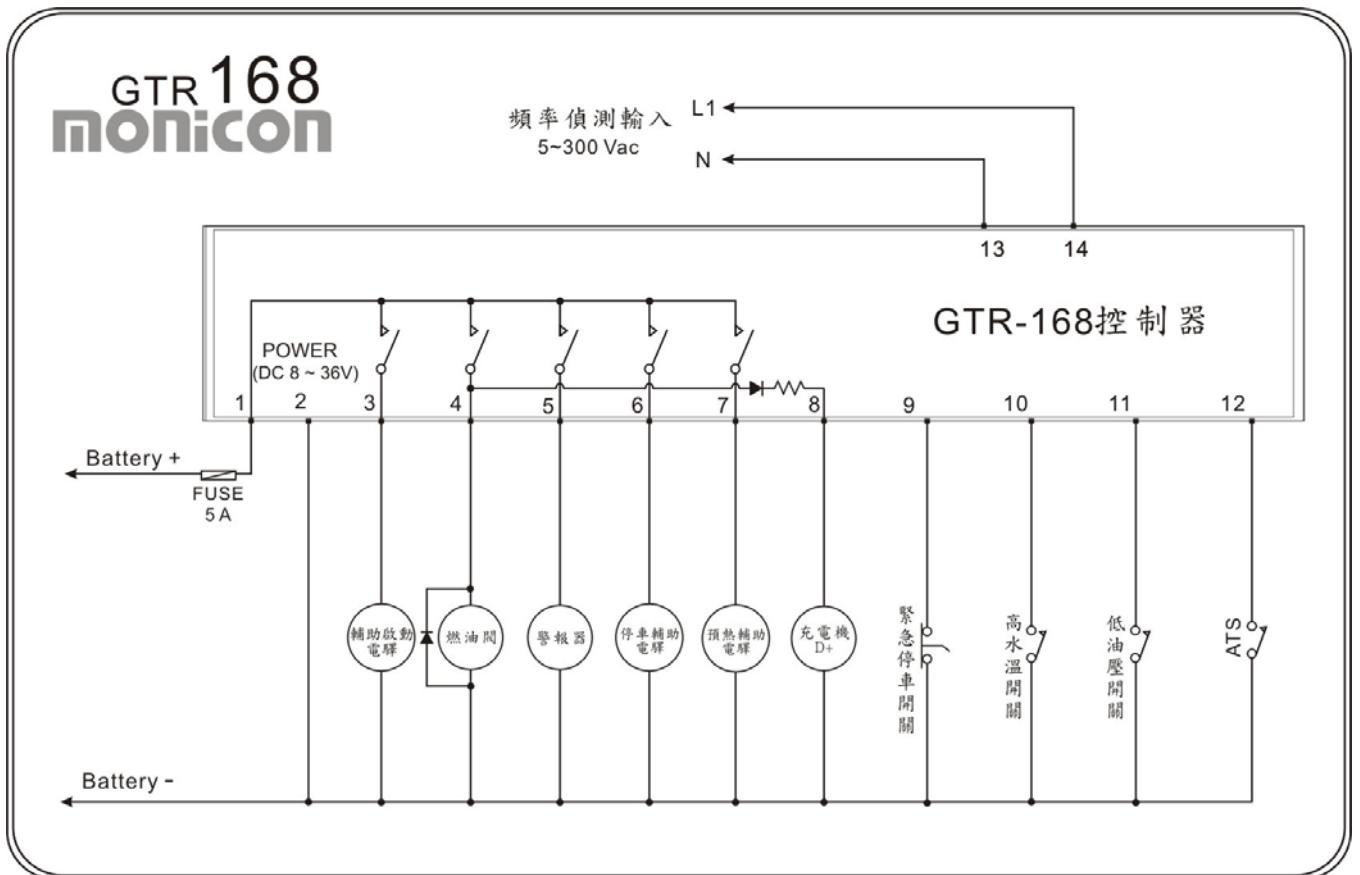 GTR 168
monicon
頻率偵測輸入
5~300 Vac
L1
N
13
14
GTR-168控制器
POWER
(DC 8 ~ 36V)
1
2
3
4
5
6
7
8
9
10
11
12
Battery +
FUSE
5 A
輔助啟動
電驛
燃油閥
警報器
停車輔助
電驛
預熱輔助
電驛
充電機
D+
緊急停車開關
高水溫開關
低油壓開關
ATS
Battery -